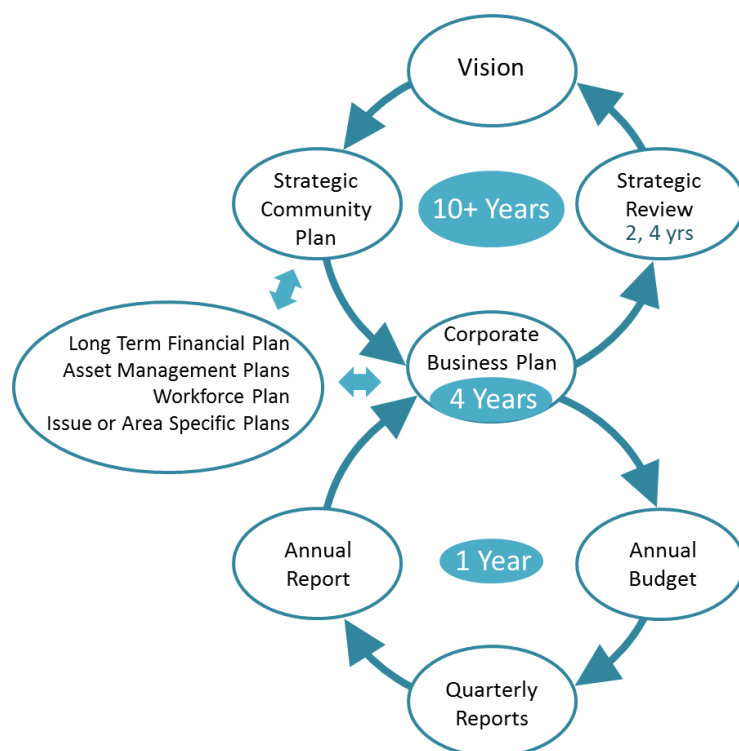 Vision
Strategic
Community
Plan
10+ Years
Strategic
Review
2, 4 yrs
Long Term Financial Plan
Asset Management Plans
Workforce Plan
Issue or Area Specific Plans
Corporate
Business Plan
4 Years
Annual
Report
1 Year
Annual
Budget
Quarterly
Reports